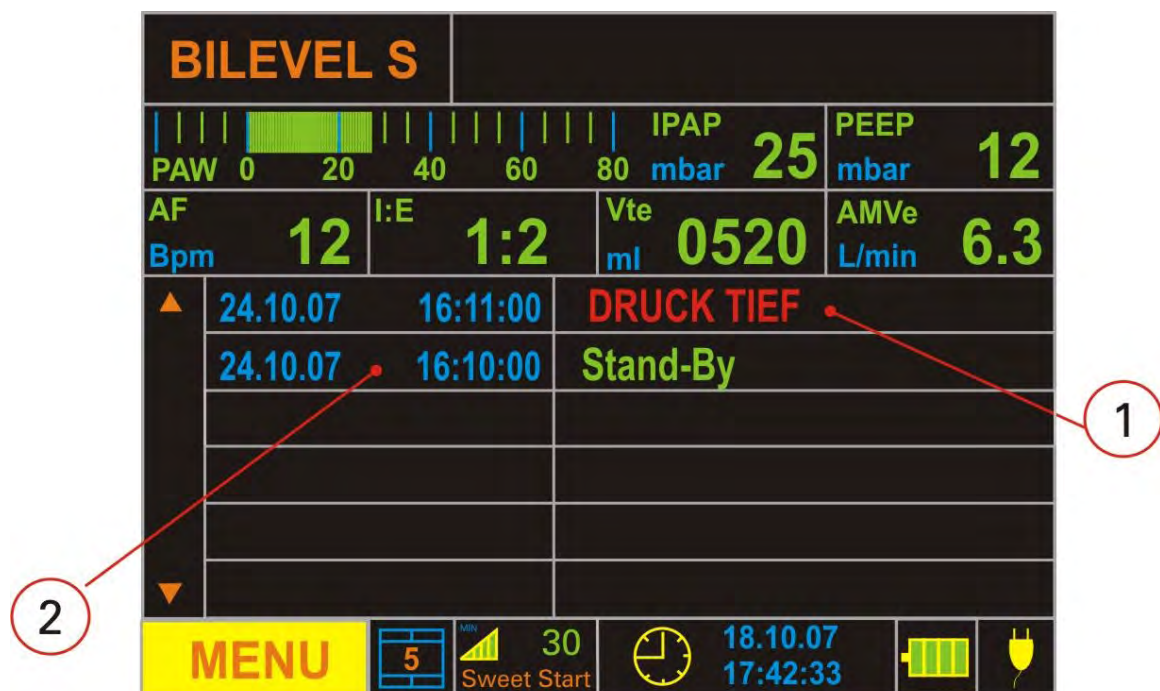 BILEVEL S
PAW 0 20 40 60 80
IPAP mbar 25
PEEP mbar 12
AF Bpm 12
I:E 1:2
Vte ml 0520
AMVe L/min 6.3
24.10.07 16:11:00 DRUCK TIEF
24.10.07 16:10:00 Stand-By
1
2
MENU
5
MIN 30
Sweet Start
18.10.07
17:42:33